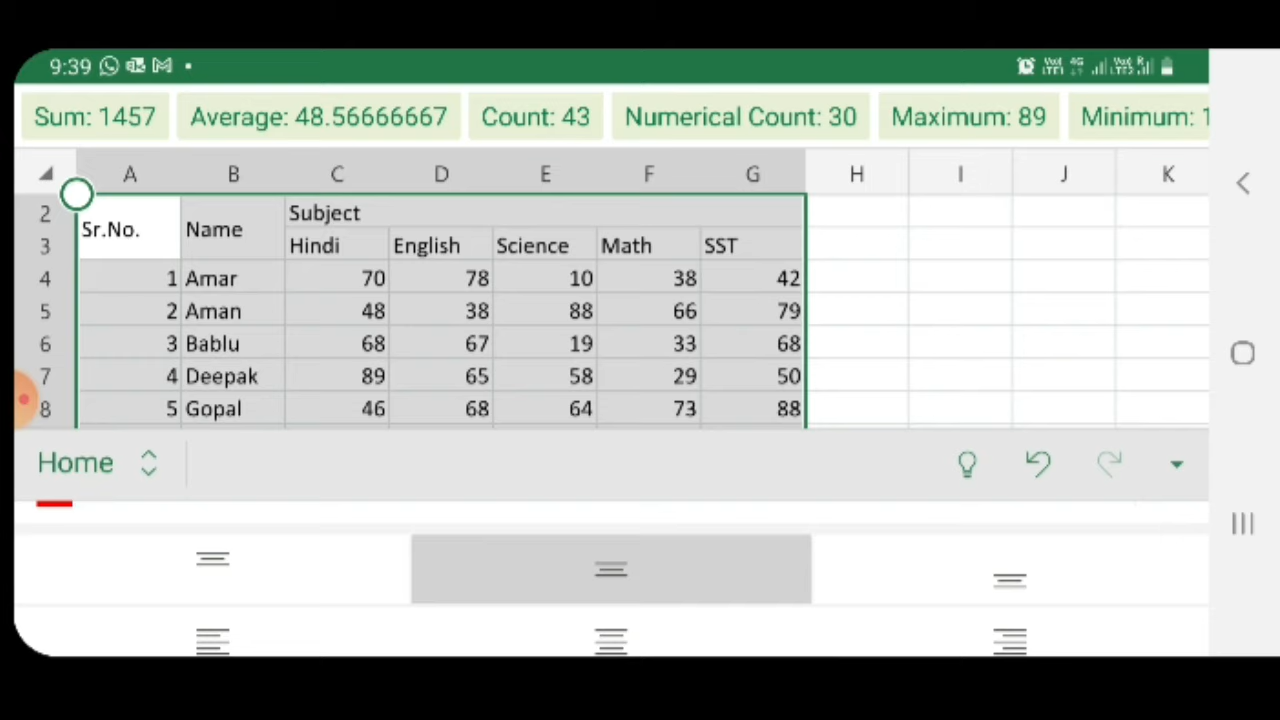 9:39
Sum: 1457 Average: 48.56666667 Count: 43 Numerical Count: 30 Maximum: 89 Minimum: 1
A B C D E F G H I J K
2 Sr.No. Name Subject
3 Hindi English Science Math SST
4 1 Amar 70 78 10 38 42
5 2 Aman 48 38 88 66 79
6 3 Bablu 68 67 19 33 68
7 4 Deepak 89 65 58 29 50
8 5 Gopal 46 68 64 73 88
Home